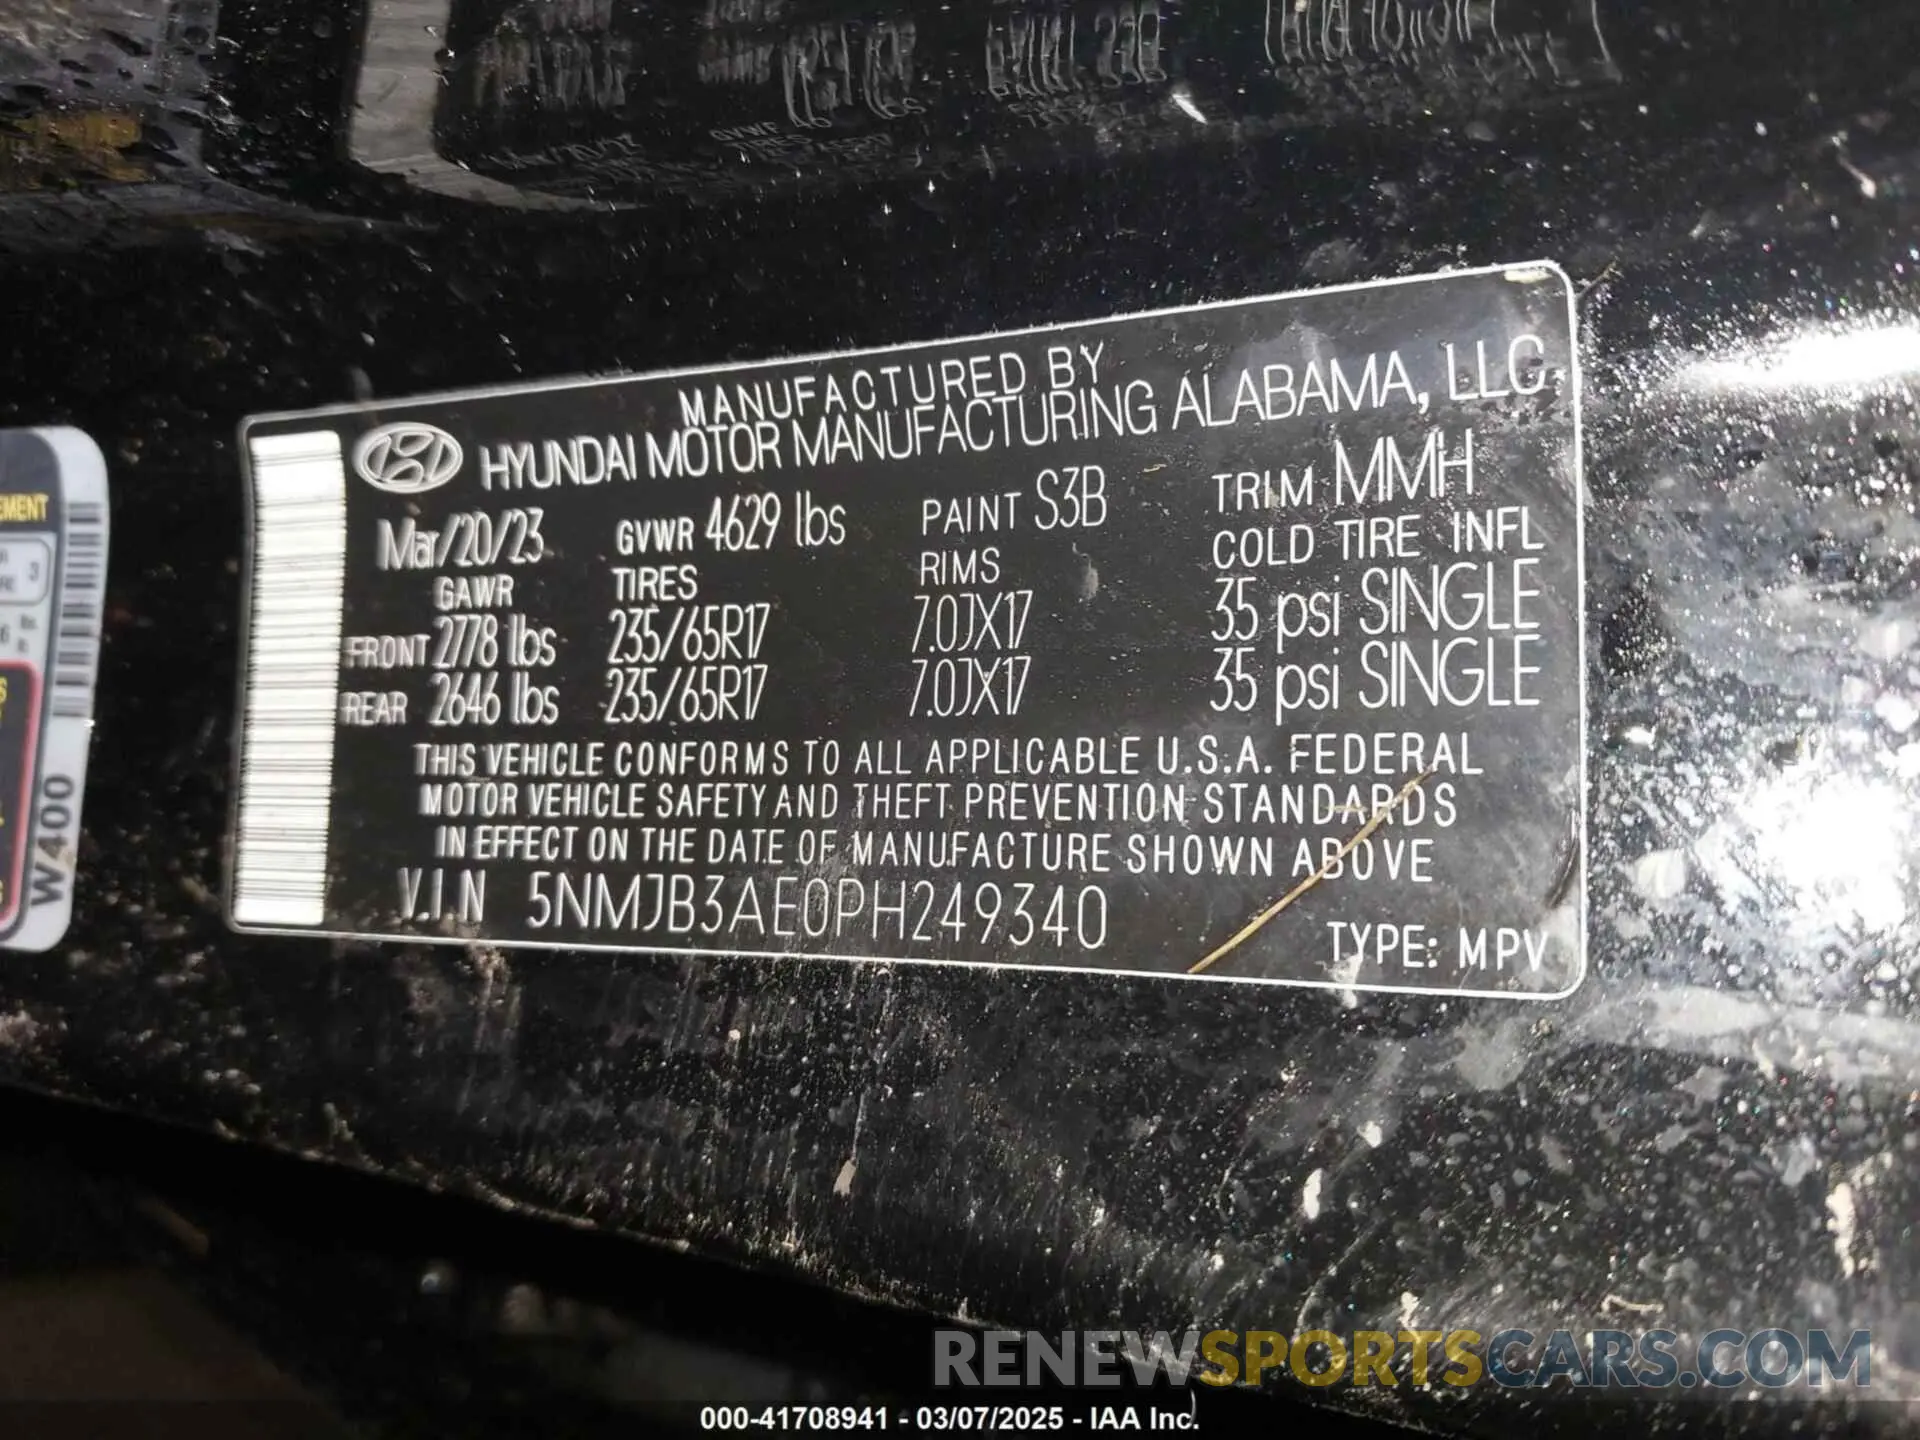 MANUFACTURED BY
HYUNDAI MOTOR MANUFACTURING ALABAMA, LLC
Mar/20/23 GVWR 4629 lbs PAINT S3B TRIM MMH
GAWR TIRES RIMS COLD TIRE INFL
FRONT 2778 lbs 235/65R17 7.0JX17 35 psi SINGLE
REAR 2646 lbs 235/65R17 7.0JX17 35 psi SINGLE
THIS VEHICLE CONFORMS TO ALL APPLICABLE U.S.A. FEDERAL
MOTOR VEHICLE SAFETY AND THEFT PREVENTION STANDARDS
IN EFFECT ON THE DATE OF MANUFACTURE SHOWN ABOVE
V.I.N 5NMJB3AE0PH249340
TYPE: MPV
W400
RENEWSPORTSCARS.COM
000-41708941 - 03/07/2025 - IAA Inc.